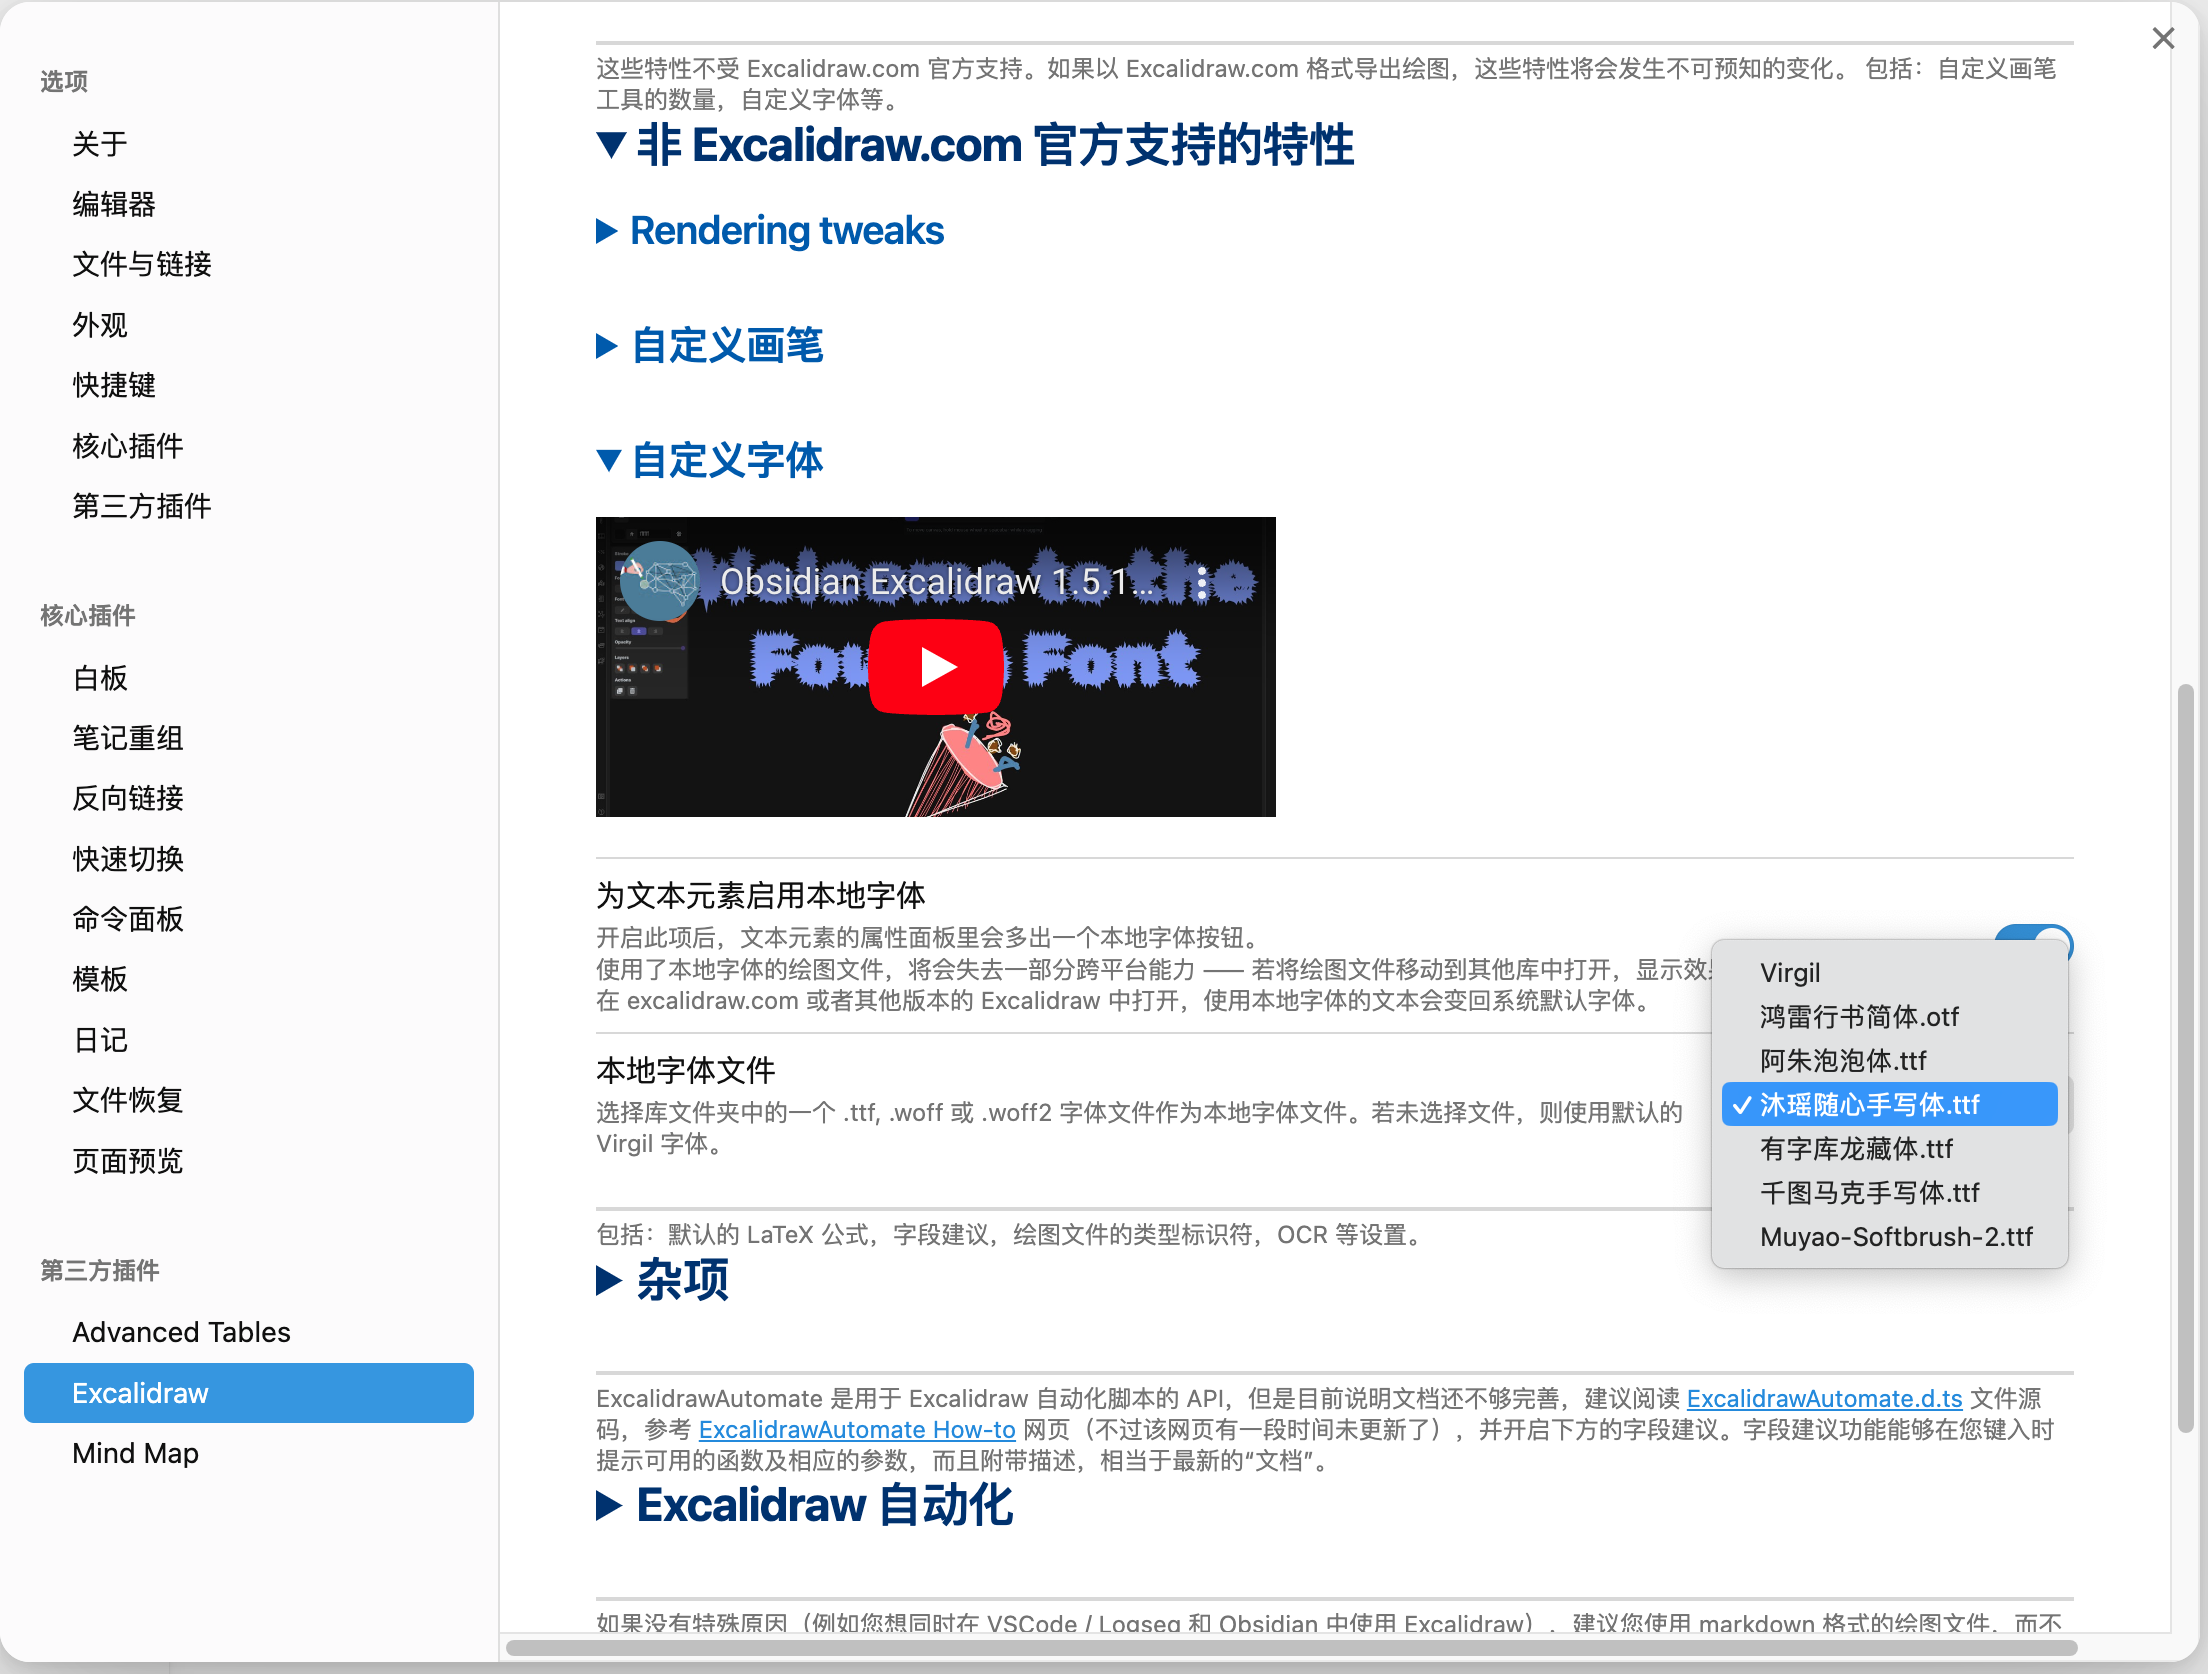 选项
关于
编辑器
文件与链接
外观
快捷键
核心插件
第三方插件
核心插件
白板
笔记重组
反向链接
快速切换
命令面板
模板
日记
文件恢复
页面预览
第三方插件
Advanced Tables
Excalidraw
Mind Map
这些特性不受 Excalidraw.com 官方支持。如果以 Excalidraw.com 格式导出绘图，这些特性将会发生不可预知的变化。 包括：自定义画笔
工具的数量，自定义字体等。
非 Excalidraw.com 官方支持的特性
Rendering tweaks
自定义画笔
自定义字体
Obsidian Excalidraw 1.5.1...
Font
Text align
Opacity
Layers
Actions
为文本元素启用本地字体
开启此项后，文本元素的属性面板里会多出一个本地字体按钮。
使用了本地字体的绘图文件，将会失去一部分跨平台能力 —— 若将绘图文件移动到其他库中打开，显示效
在 excalidraw.com 或者其他版本的 Excalidraw 中打开，使用本地字体的文本会变回系统默认字体。
本地字体文件
选择库文件夹中的一个 .ttf, .woff 或 .woff2 字体文件作为本地字体文件。若未选择文件，则使用默认的
Virgil 字体。
Virgil
鸿雷行书简体.otf
阿朱泡泡体.ttf
✓ 沐瑶随心手写体.ttf
有字库龙藏体.ttf
千图马克手写体.ttf
Muyao-Softbrush-2.ttf
包括：默认的 LaTeX 公式，字段建议，绘图文件的类型标识符，OCR 等设置。
杂项
ExcalidrawAutomate 是用于 Excalidraw 自动化脚本的 API，但是目前说明文档还不够完善，建议阅读 ExcalidrawAutomate.d.ts 文件源
码，参考 ExcalidrawAutomate How-to 网页（不过该网页有一段时间未更新了），并开启下方的字段建议。字段建议功能能够在您键入时
提示可用的函数及相应的参数，而且附带描述，相当于最新的“文档”。
Excalidraw 自动化
如果没有特殊原因（例如您想同时在 VSCode / Logseq 和 Obsidian 中使用 Excalidraw），建议您使用 markdown 格式的绘图文件，而不